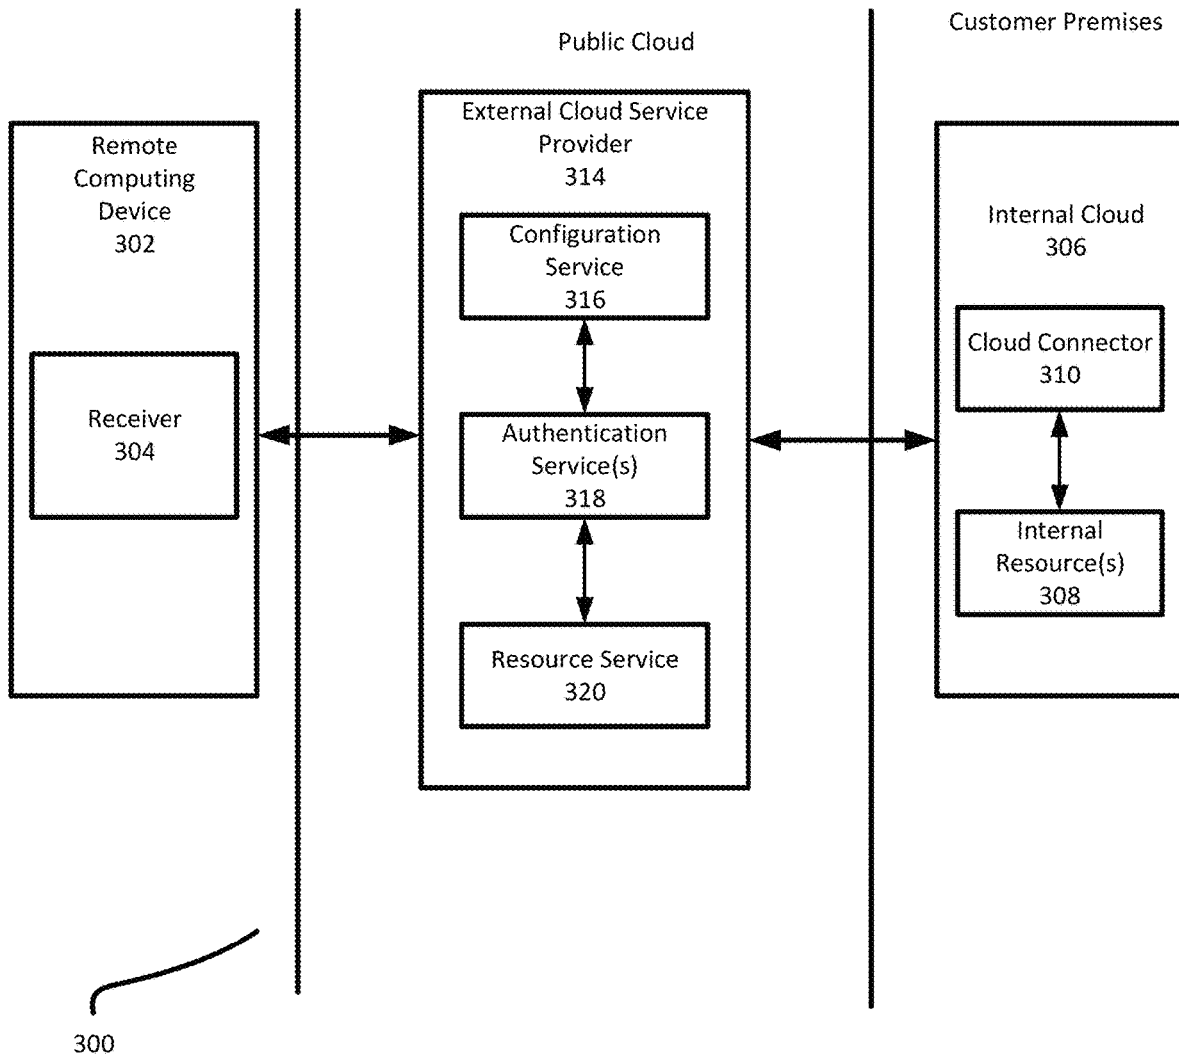 Public Cloud
Customer Premises
Remote
Computing
Device
302
Receiver
304
External Cloud Service
Provider
314
Configuration
Service
316
Authentication
Service(s)
318
Resource Service
320
Internal Cloud
306
Cloud Connector
310
Internal
Resource(s)
308
300